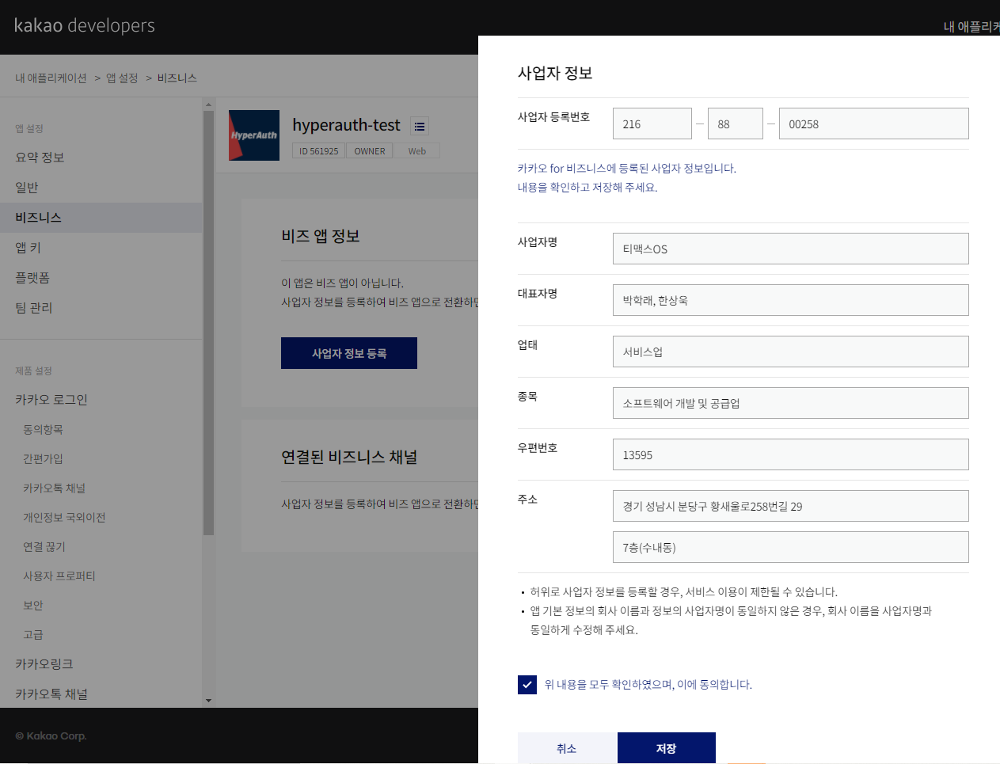 kakao developers
내 애플리케
내 애플리케이션 > 앱 설정 > 비즈니스
앱 설정
요약 정보
일반
비즈니스
앱 키
플랫폼
팀 관리
제품 설정
카카오 로그인
동의항목
간편가입
카카오톡 채널
개인정보 국외이전
연결 끊기
사용자 프로퍼티
보안
고급
카카오링크
카카오톡 채널
© Kakao Corp.
HyperAuth
hyperauth-test
ID 561925 OWNER Web
비즈 앱 정보
이 앱은 비즈 앱이 아닙니다.
사업자 정보를 등록하여 비즈 앱으로 전환하면
사업자 정보 등록
연결된 비즈니스 채널
사업자 정보를 등록하여 비즈 앱으로 전환하면
사업자 정보
사업자 등록번호 216 – 88 – 00258
카카오 for 비즈니스에 등록된 사업자 정보입니다.
내용을 확인하고 저장해 주세요.
사업자명 티맥스OS
대표자명 박학래, 한상욱
업태 서비스업
종목 소프트웨어 개발 및 공급업
우편번호 13595
주소 경기 성남시 분당구 황새울로258번길 29
7층(수내동)
• 허위로 사업자 정보를 등록할 경우, 서비스 이용이 제한될 수 있습니다.
• 앱 기본 정보의 회사 이름과 정보의 사업자명이 동일하지 않은 경우, 회사 이름을 사업자명과
동일하게 수정해 주세요.
위 내용을 모두 확인하였으며, 이에 동의합니다.
취소 저장